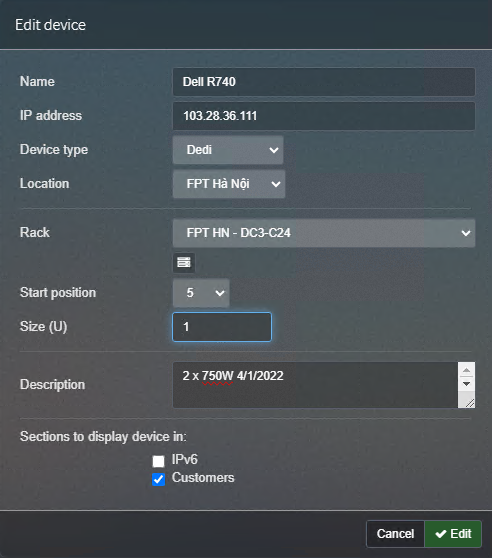 Edit device
Name Dell R740
IP address 103.28.36.111
Device type Dedi
Location FPT Hà Nội
Rack FPT HN - DC3-C24
Start position 5
Size (U) 1
Description 2 x 750W 4/1/2022
Sections to display device in:
IPv6
Customers
Cancel Edit